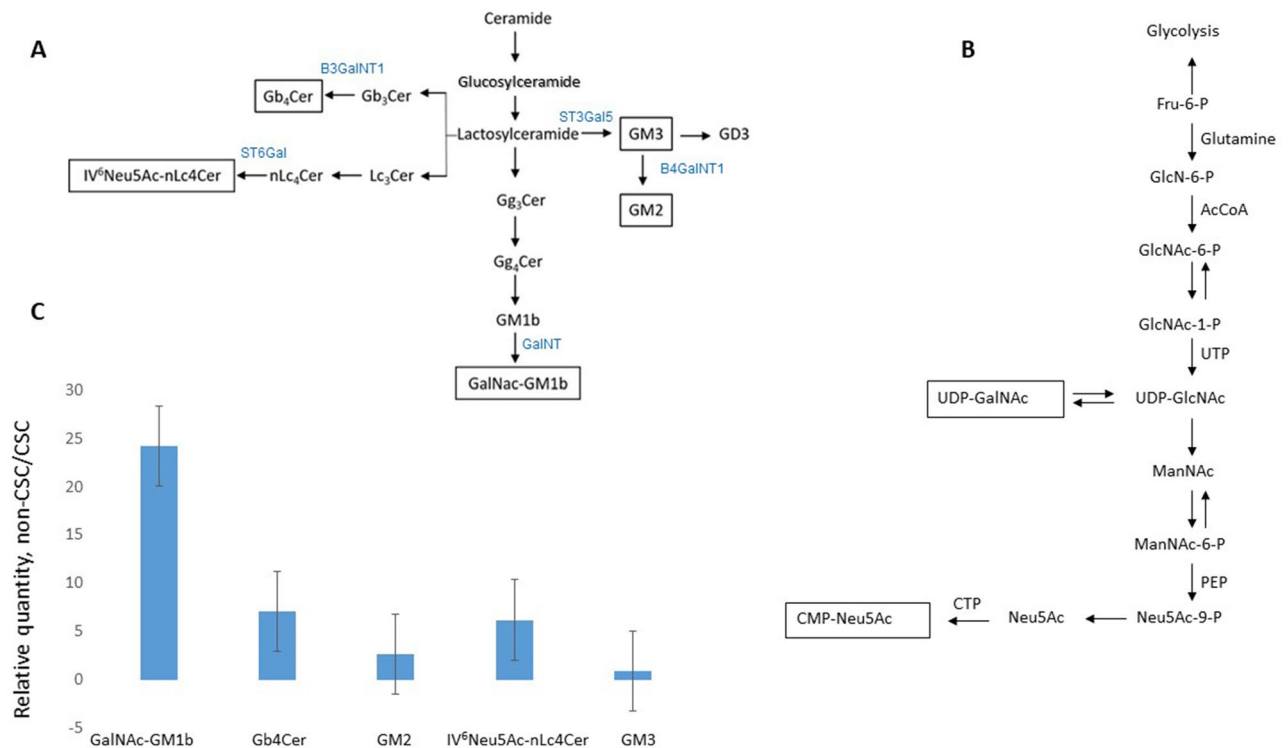 A
Ceramide
Glucosylceramide
B3GalNT1
Gb₄Cer
Gb₃Cer
Lactosylceramide
ST3Gal5
GM3
GD3
B4GalNT1
GM2
ST6Gal
IV⁶Neu5Ac-nLc4Cer
nLc₄Cer
Lc₃Cer
Gg₃Cer
Gg₄Cer
GM1b
GalNT
GalNac-GM1b
B
Glycolysis
Fru-6-P
Glutamine
GlcN-6-P
AcCoA
GlcNAc-6-P
GlcNAc-1-P
UTP
UDP-GalNAc
UDP-GlcNAc
ManNAc
ManNAc-6-P
PEP
CMP-Neu5Ac
CTP
Neu5Ac
Neu5Ac-9-P
C
Relative quantity, non-CSC/CSC
30
25
20
15
10
5
0
-5
GalNAc-GM1b
Gb4Cer
GM2
IV⁶Neu5Ac-nLc4Cer
GM3